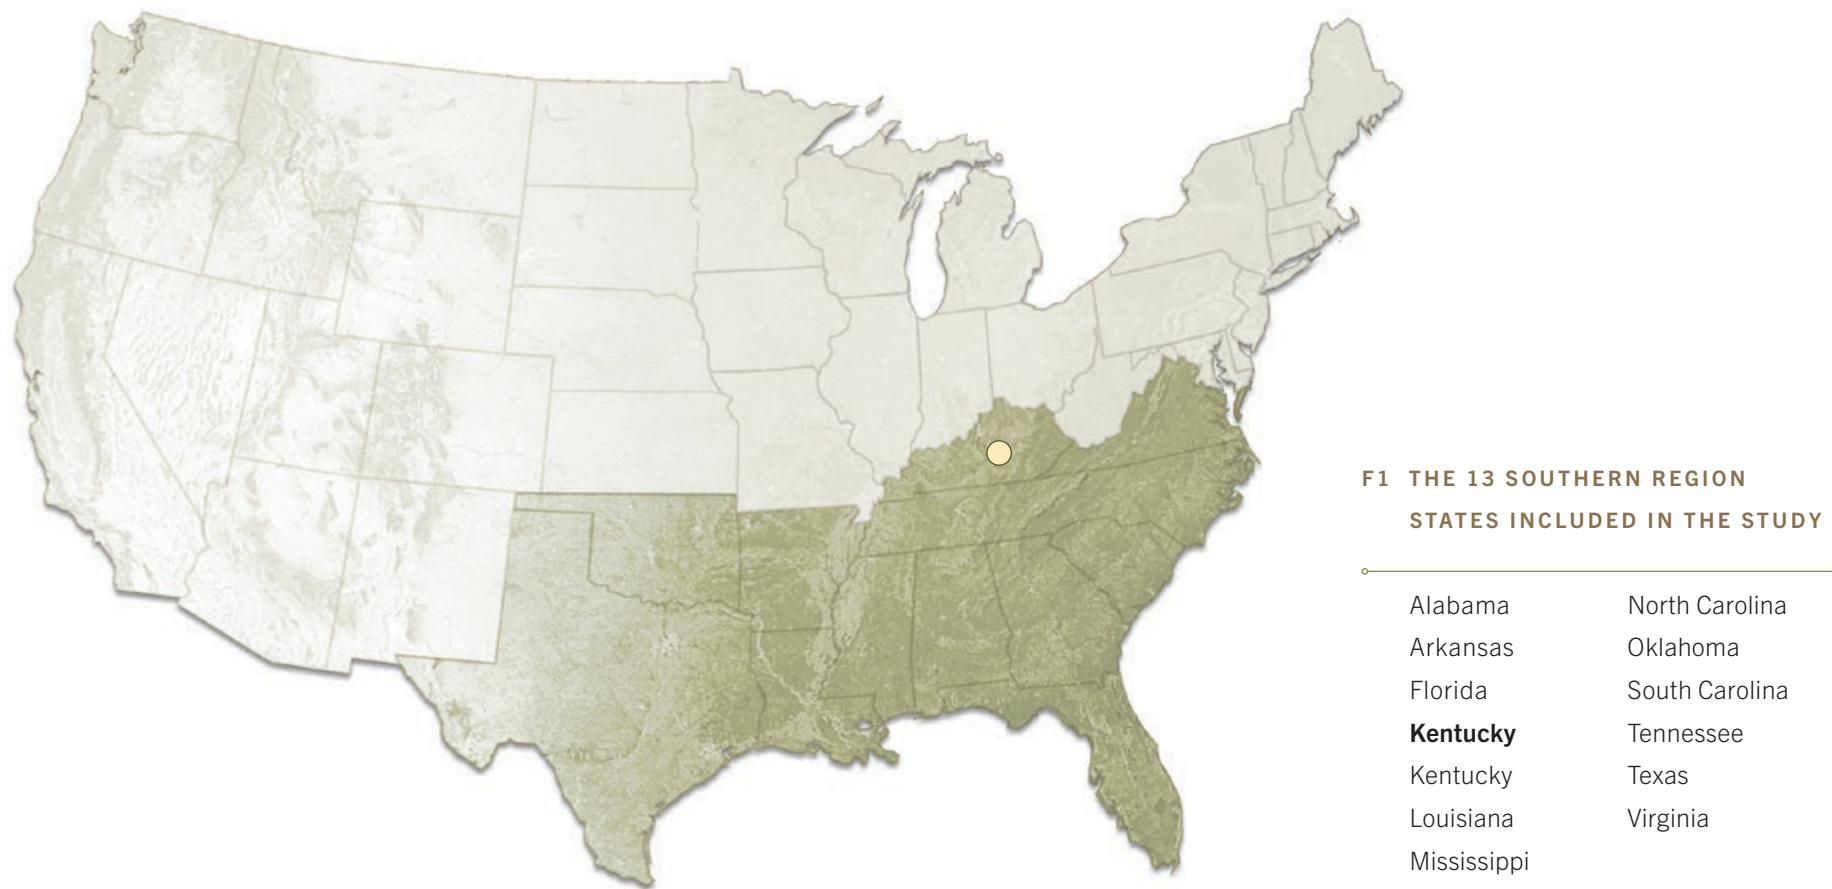 F1 THE 13 SOUTHERN REGION
STATES INCLUDED IN THE STUDY
Alabama
Arkansas
Florida
Kentucky
Kentucky
Louisiana
Mississippi
North Carolina
Oklahoma
South Carolina
Tennessee
Texas
Virginia